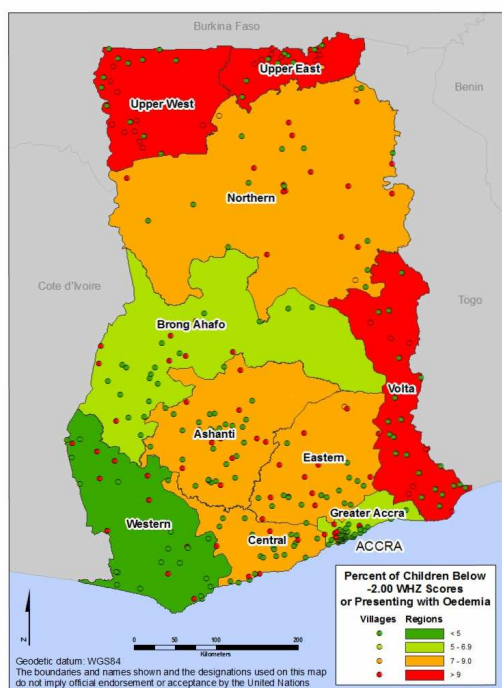 Burkina Faso
Upper East
Upper West
Benin
Northern
Cote d'Ivoire
Togo
Brong Ahafo
Volta
Ashanti
Eastern
Greater Accra
Western
Central
ACCRA
Percent of Children Below
-2.00 WHZ Scores
or Presenting with Oedemia
Villages Regions
< 5
5 - 6.9
7 - 9.0
> 9
Z
0 50 100 200
Kilometers
Geodetic datum: WGS84
The boundaries and names shown and the designations used on this map
do not imply official endorsement or acceptance by the United Nations